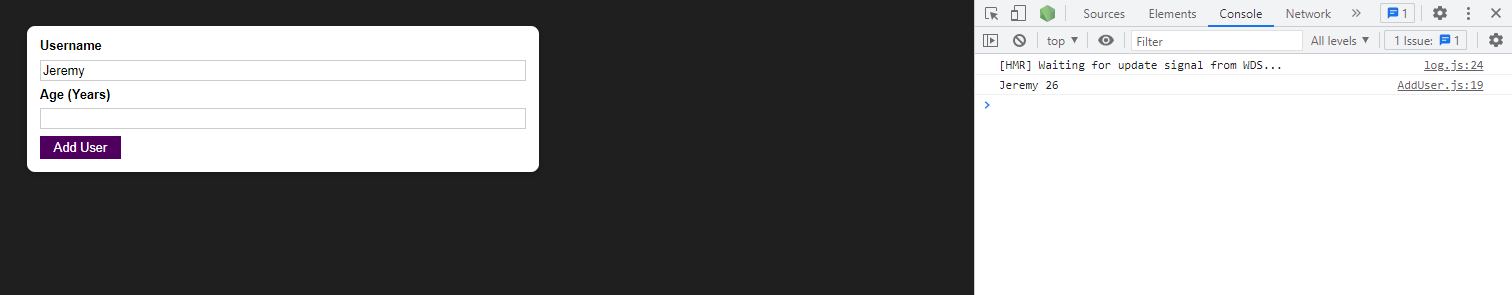 Username
Jeremy
Age (Years)
Add User
Sources Elements Console Network » 1
top ▼ Filter All levels ▼ 1 Issue: 1
[HMR] Waiting for update signal from WDS... log.js:24
Jeremy 26 AddUser.js:19
>